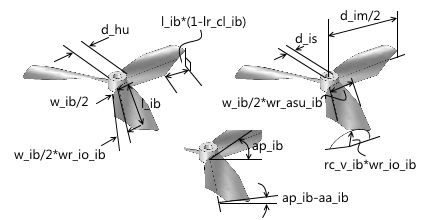 d_hu
l_ib*(1-lr_cl_ib)
w_ib/2
l_ib
w_ib/2*wr_io_ib
d_im/2
d_is
w_ib/2*wr_asu_ib
rc_v_ib*wr_io_ib
ap_ib
ap_ib-aa_ib